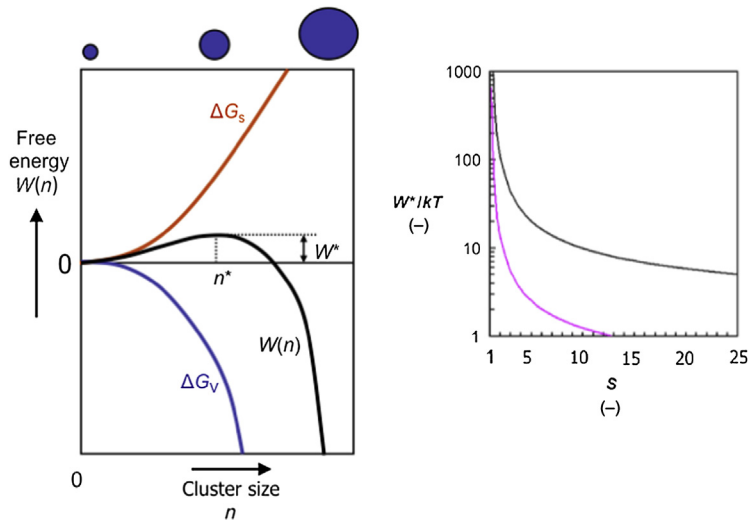 Free
energy
W(n)
0
0
ΔGs
ΔGV
W(n)
n*
W*
Cluster size
n
W*/kT
(–)
1000
100
10
1
1 5 10 15 20 25
S
(–)